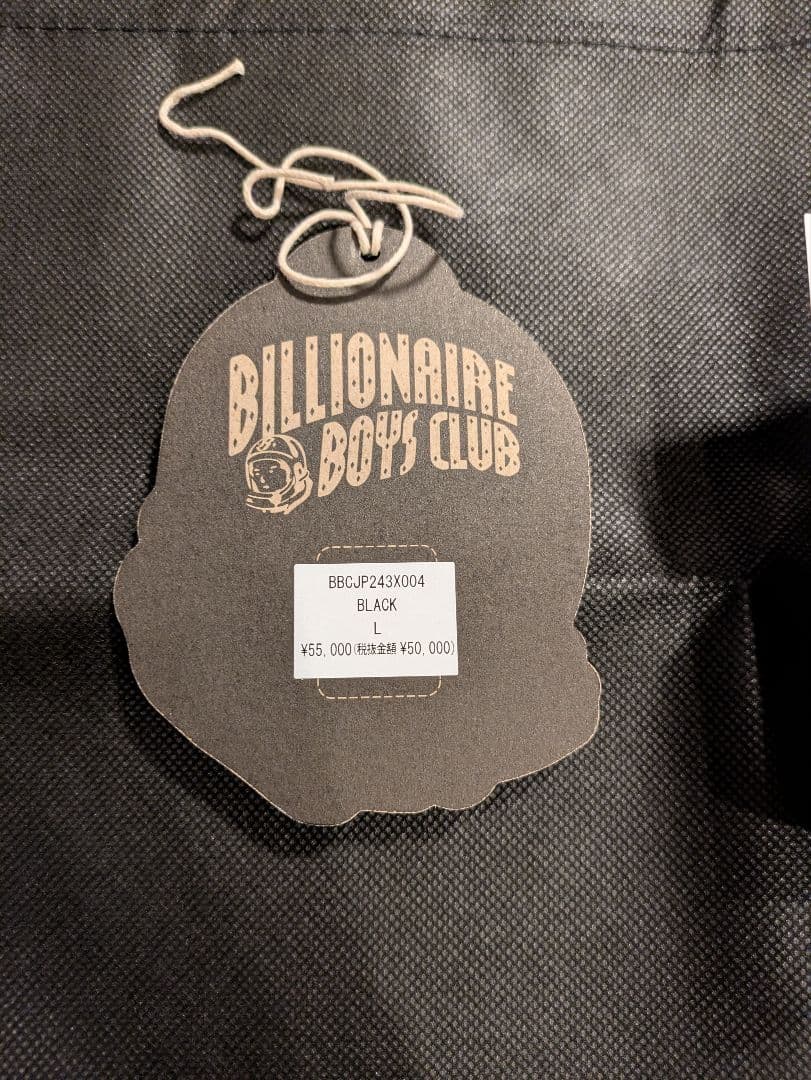 BILLIONAIRE
BOYS CLUB
BBCJP243X004
BLACK
L
¥55,000(税抜金額 ¥50,000)